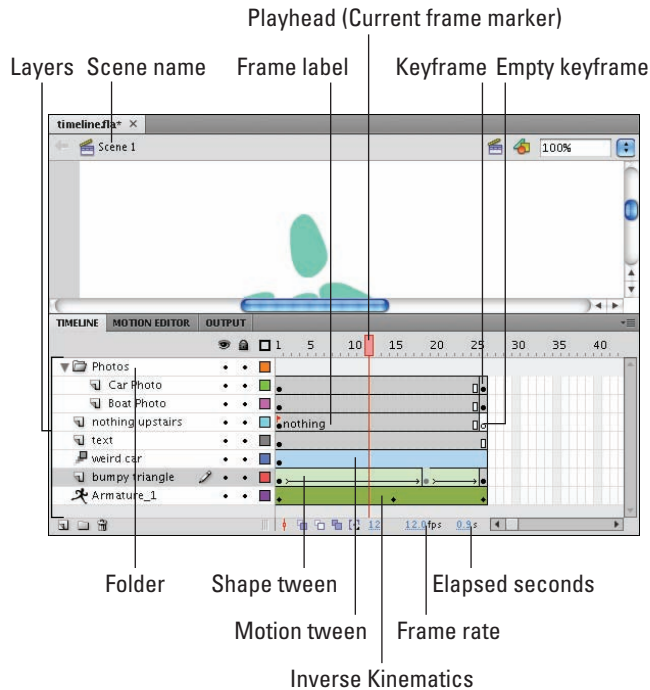 Playhead (Current frame marker)
Layers Scene name Frame label Keyframe Empty keyframe
timeline.fla* ×
Scene 1 100%
TIMELINE MOTION EDITOR OUTPUT
1 5 10 15 20 25 30 35 40
Photos
Car Photo
Boat Photo
nothing upstairs nothing
text
weird car
bumpy triangle
Armature_1
12 12.0fps 0.9s
Folder Shape tween Elapsed seconds
Motion tween Frame rate
Inverse Kinematics